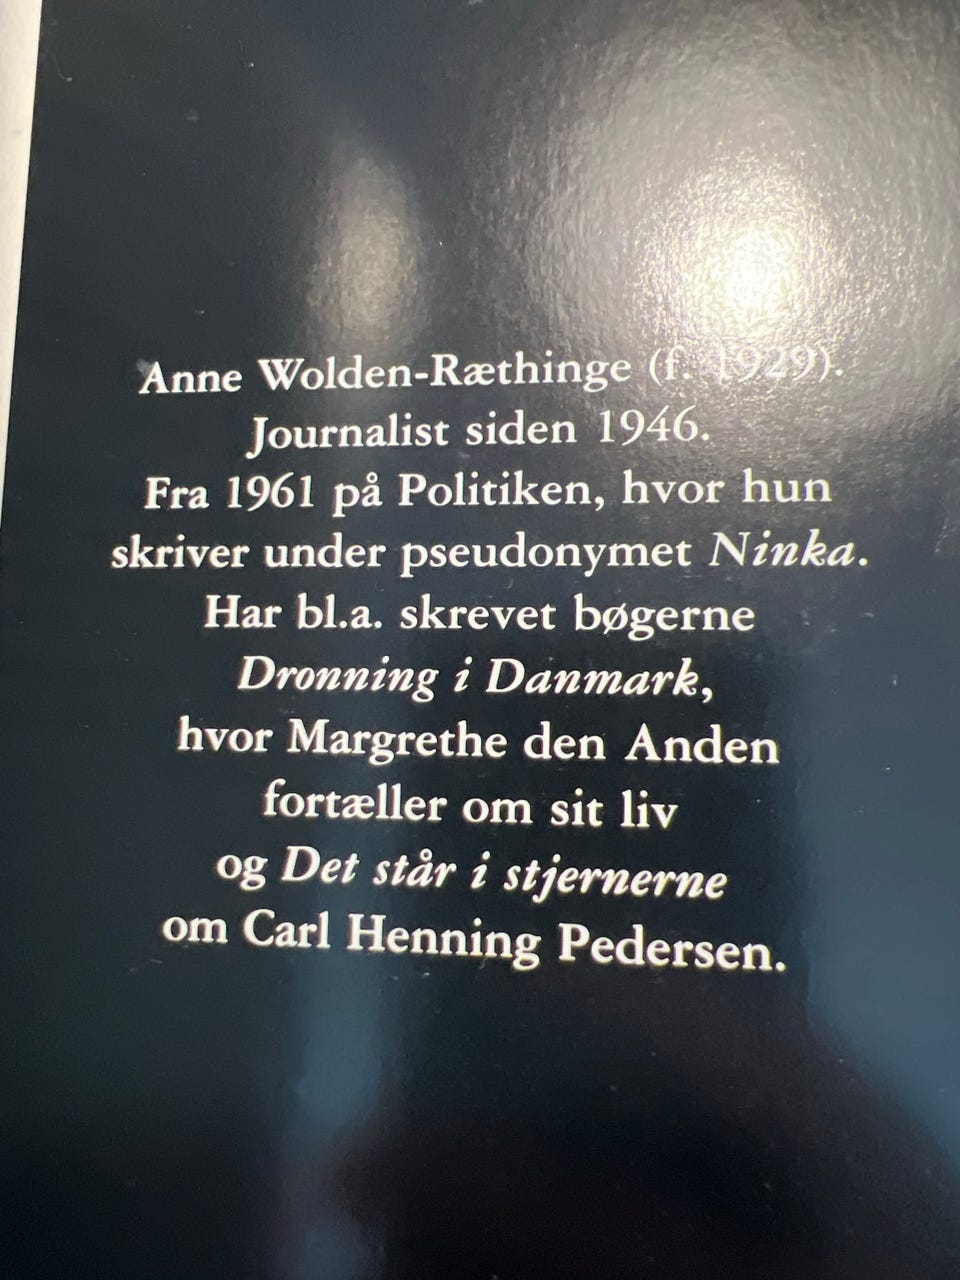 Anne Wolden-Ræthinge (f. 1929).
Journalist siden 1946.
Fra 1961 på Politiken, hvor hun
skriver under pseudonymet Ninka.
Har bl.a. skrevet bøgerne
Dronning i Danmark,
hvor Margrethe den Anden
fortæller om sit liv
og Det står i stjernerne
om Carl Henning Pedersen.